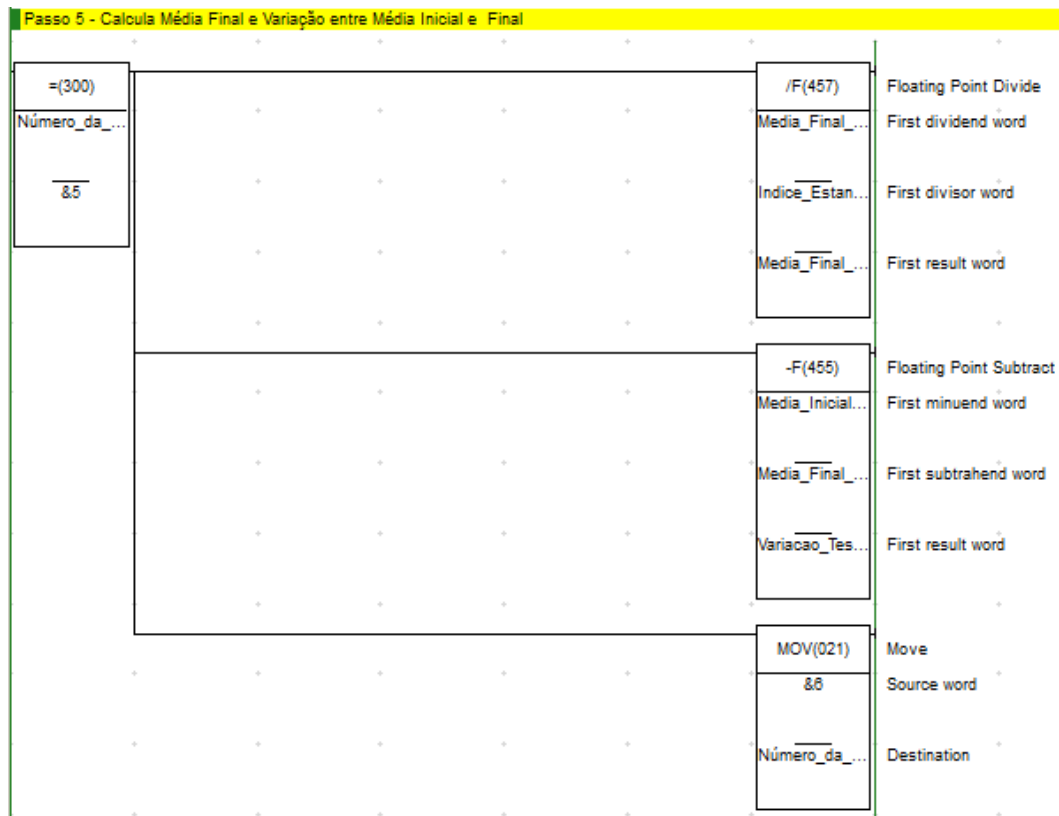 Passo 5 - Calcula Média Final e Variação entre Média Inicial e Final
=(300)
Número_da_...
&5
/F(457)
Floating Point Divide
Media_Final_...
First dividend word
Indice_Estan...
First divisor word
Media_Final_...
First result word
-F(455)
Floating Point Subtract
Media_Inicial...
First minuend word
Media_Final_...
First subtrahend word
Variacao_Tes...
First result word
MOV(021)
Move
&6
Source word
Número_da_...
Destination